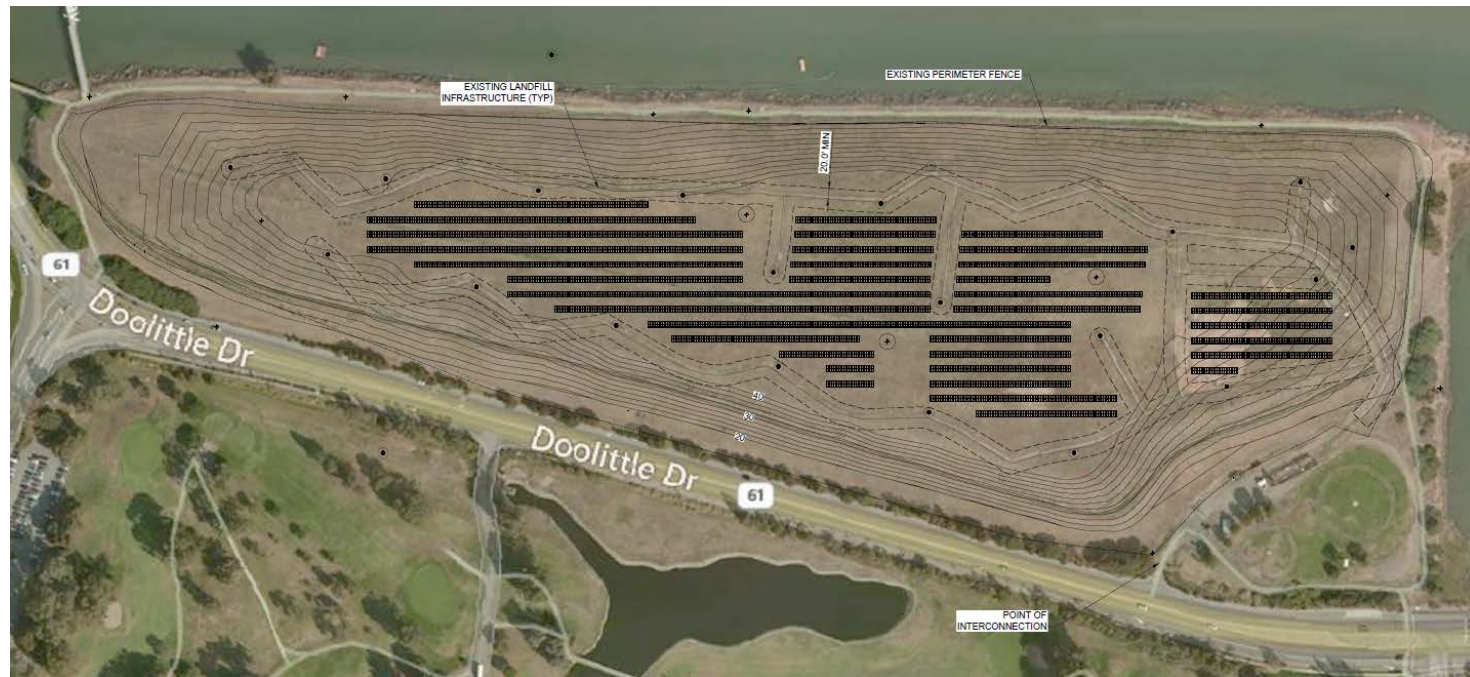 EXISTING LANDFILL
INFRASTRUCTURE (TYP)
EXISTING PERIMETER FENCE
20.0' MIN
61
Doolittle Dr
40
30
20
Doolittle Dr
61
POINT OF
INTERCONNECTION